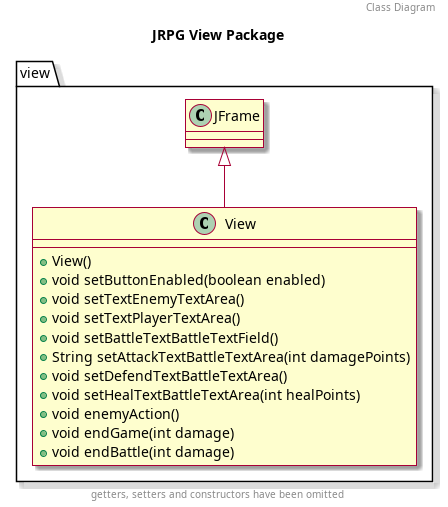 Class Diagram
JRPG View Package
view
C JFrame
C View
View()
void setButtonEnabled(boolean enabled)
void setTextEnemyTextArea()
void setTextPlayerTextArea()
void setBattleTextBattleTextField()
String setAttackTextBattleTextArea(int damagePoints)
void setDefendTextBattleTextArea()
void setHealTextBattleTextArea(int healPoints)
void enemyAction()
void endGame(int damage)
void endBattle(int damage)
getters, setters and constructors have been omitted